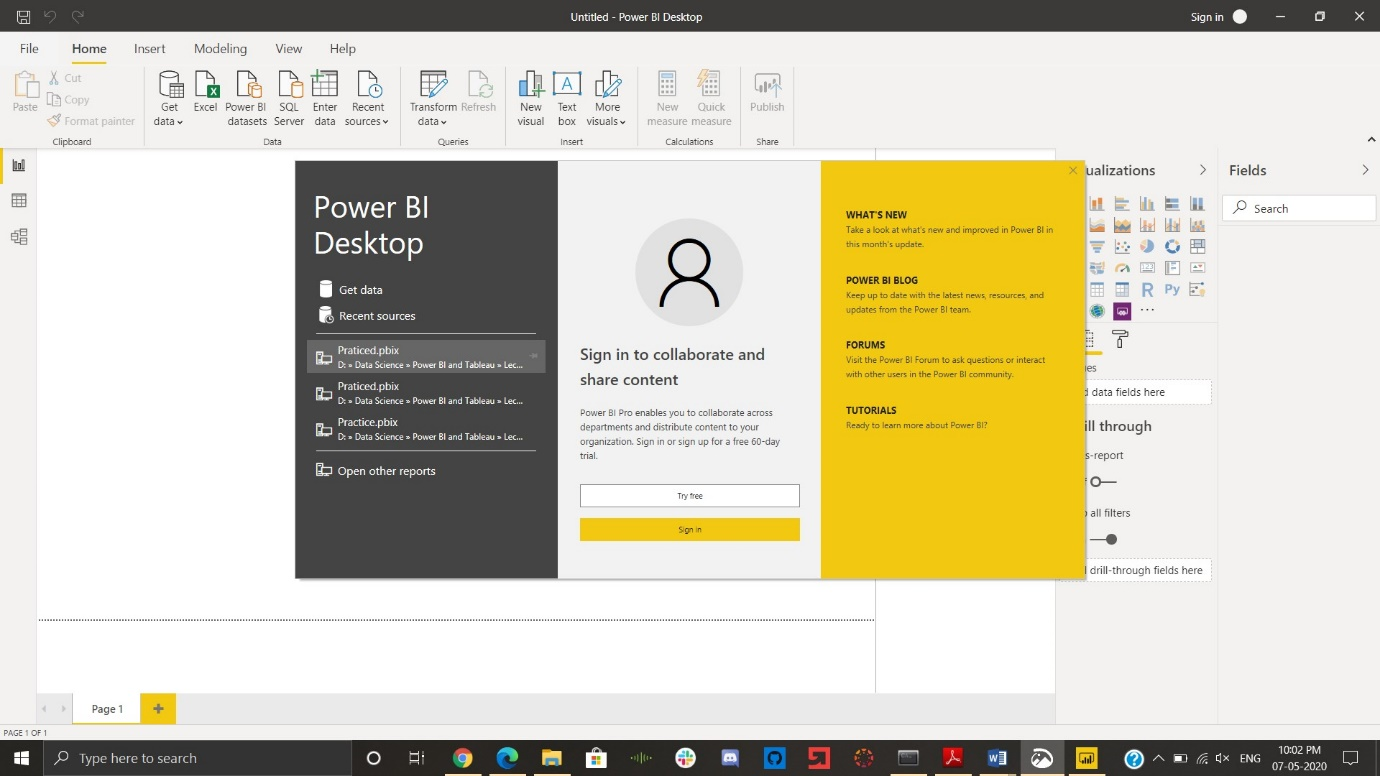 Untitled - Power BI Desktop
Sign in
File Home Insert Modeling View Help
Paste
Cut
Copy
Format painter
Clipboard
Get data
Excel
Power BI datasets
SQL Server
Enter data
Recent sources
Data
Transform data
Refresh
Queries
New visual
Text box
More visuals
Insert
New measure
Quick measure
Calculations
Publish
Share
Power BI
Desktop
Get data
Recent sources
Praticed.pbix
D: » Data Science » Power BI and Tableau » Lec...
Praticed.pbix
D: » Data Science » Power BI and Tableau » Lec...
Practice.pbix
D: » Data Science » Power BI and Tableau » Lec...
Open other reports
Sign in to collaborate and
share content
Power BI Pro enables you to collaborate across
departments and distribute content to your
organization. Sign in or sign up for a free 60-day
trial.
Try free
Sign in
WHAT'S NEW
Take a look at what's new and improved in Power BI in
this month's update.
POWER BI BLOG
Keep up to date with the latest news, resources, and
updates from the Power BI team.
FORUMS
Visit the Power BI Forum to ask questions or interact
with other users in the Power BI community.
TUTORIALS
Ready to learn more about Power BI?
ualizations
R Py
es
d data fields here
ill through
s-report
all filters
drill-through fields here
Fields
Search
Page 1
PAGE 1 OF 1
Type here to search
ENG
10:02 PM
07-05-2020